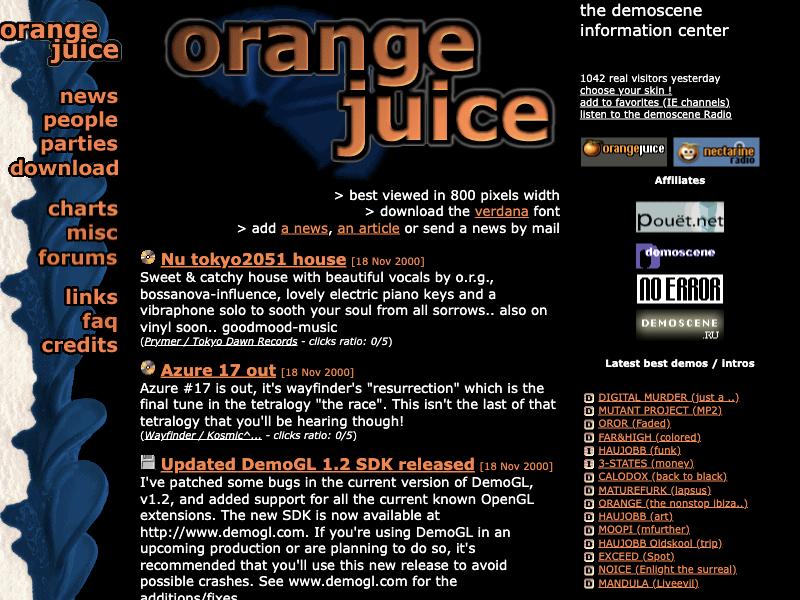 orange
juice
news
people
parties
download
charts
misc
forums
links
faq
credits
orange
juice
> best viewed in 800 pixels width
> download the verdana font
> add a news, an article or send a news by mail
Nu tokyo2051 house [18 Nov 2000]
Sweet & catchy house with beautiful vocals by o.r.g.,
bossanova-influence, lovely electric piano keys and a
vibraphone solo to sooth your soul from all sorrows.. also on
vinyl soon.. goodmood-music
(Prymer / Tokyo Dawn Records - clicks ratio: 0/5)
Azure 17 out [18 Nov 2000]
Azure #17 is out, it's wayfinder's "resurrection" which is the
final tune in the tetralogy "the race". This isn't the last of that
tetralogy that you'll be hearing though!
(Wayfinder / Kosmic^... - clicks ratio: 0/5)
Updated DemoGL 1.2 SDK released [18 Nov 2000]
I've patched some bugs in the current version of DemoGL,
v1.2, and added support for all the current known OpenGL
extensions. The new SDK is now available at
http://www.demogl.com. If you're using DemoGL in an
upcoming production or are planning to do so, it's
recommended that you'll use this new release to avoid
possible crashes. See www.demogl.com for the
additions/fixes.
the demoscene
information center
1042 real visitors yesterday
choose your skin !
add to favorites (IE channels)
listen to the demoscene Radio
orangejuice
nectarine
radio
Affiliates
pouët.net
demoscene
NO ERROR
DEMOSCENE
.RU
Latest best demos / intros
DIGITAL MURDER (just a ..)
MUTANT PROJECT (MP2)
OROR (Faded)
FAR&HIGH (colored)
HAUJOBB (funk)
3-STATES (money)
CALODOX (back to black)
MATUREFURK (lapsus)
ORANGE (the nonstop ibiza..)
HAUJOBB (art)
MOOPI (mfurther)
HAUJOBB Oldskool (trip)
EXCEED (Spot)
NOICE (Enlight the surreal)
MANDULA (Liveevil)